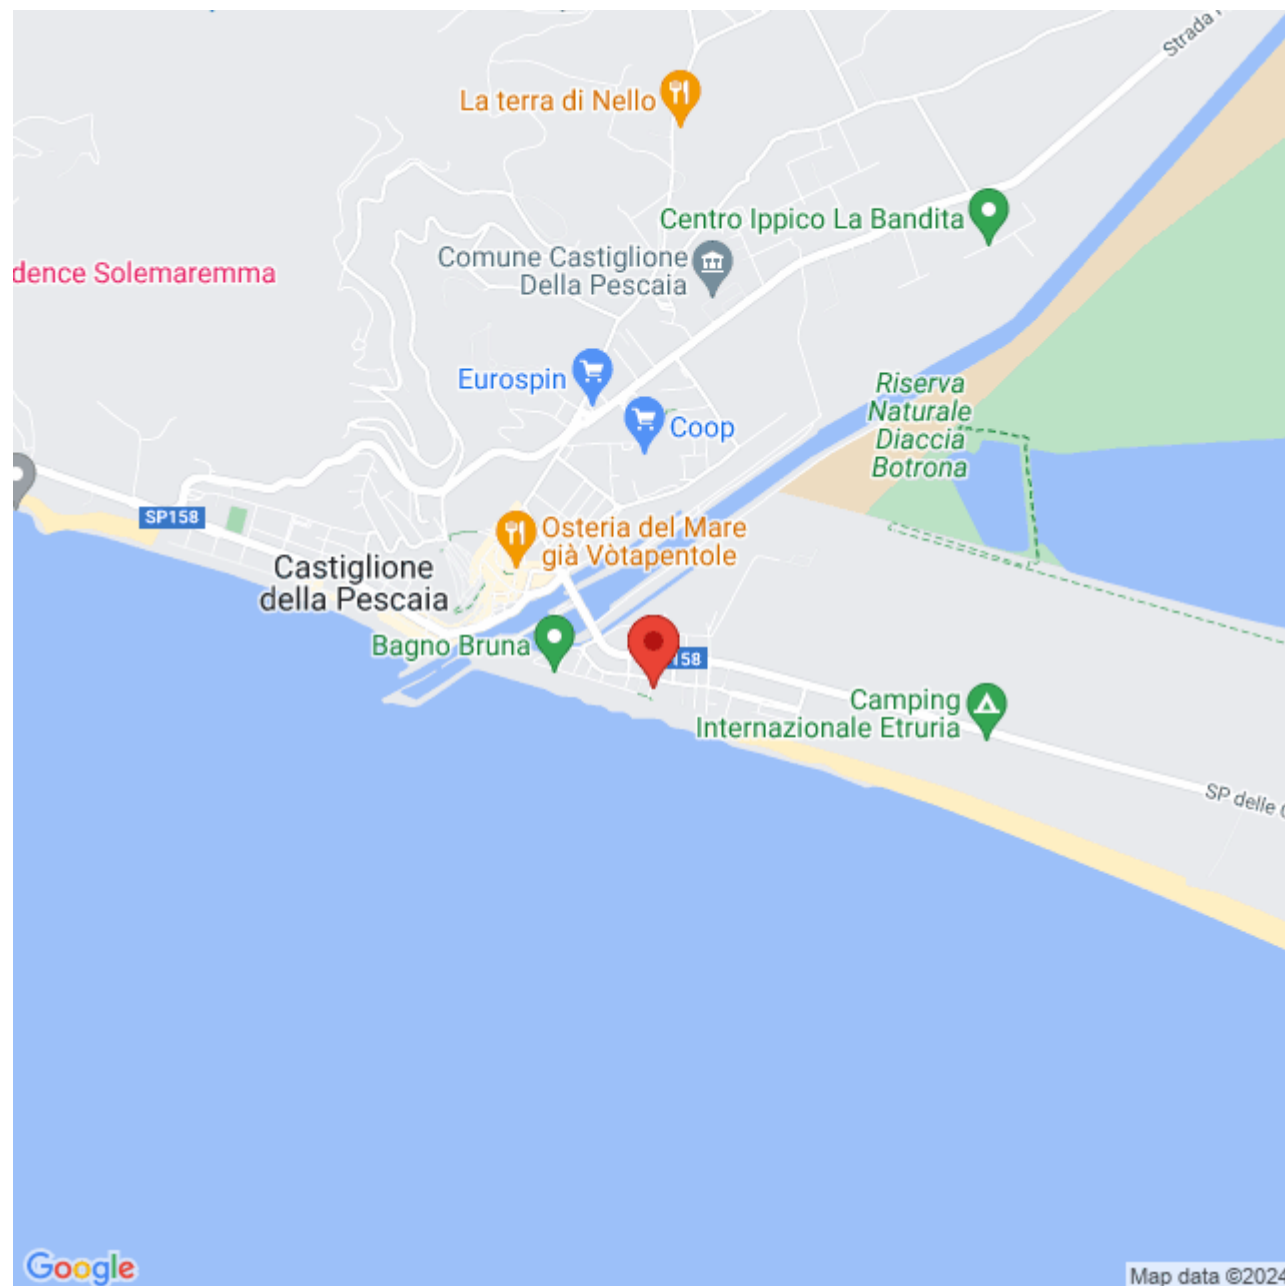 Strada
La terra di Nello
Centro Ippico La Bandita
Comune Castiglione
Della Pescaia
dence Solemaremma
Eurospin
Coop
Riserva
Naturale
Diaccia
Botrona
SP158
Osteria del Mare
già Vòtapentole
Castiglione
della Pescaia
Bagno Bruna
158
Camping
Internazionale Etruria
SP delle
Google
Map data ©2024